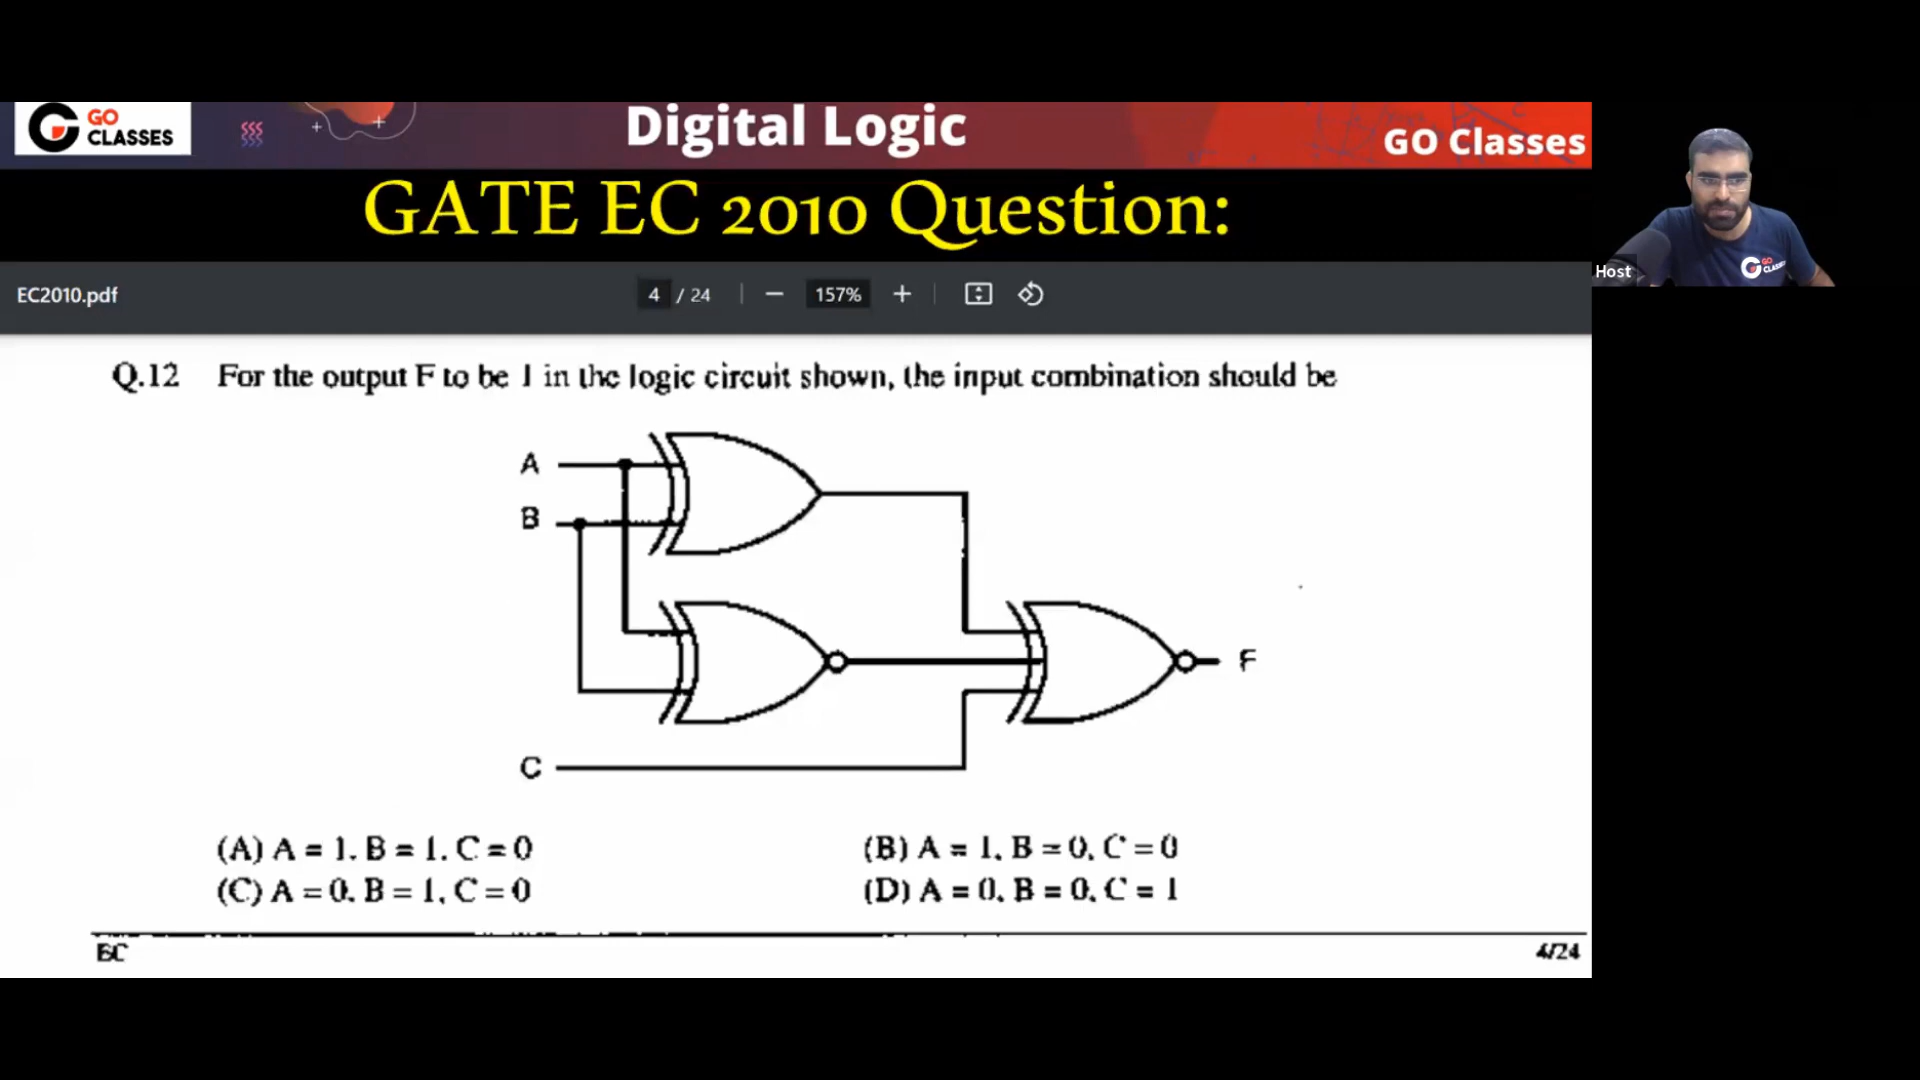 GO
CLASSES
Digital Logic
GO Classes
GATE EC 2010 Question:
EC2010.pdf
4 / 24
157%
Host
GO
Q.12 For the output F to be 1 in the logic circuit shown, the input combination should be
A
B
C
F
(A) A = 1, B = 1, C = 0
(B) A = 1, B = 0, C = 0
(C) A = 0, B = 1, C = 0
(D) A = 0, B = 0, C = 1
EC
4/24